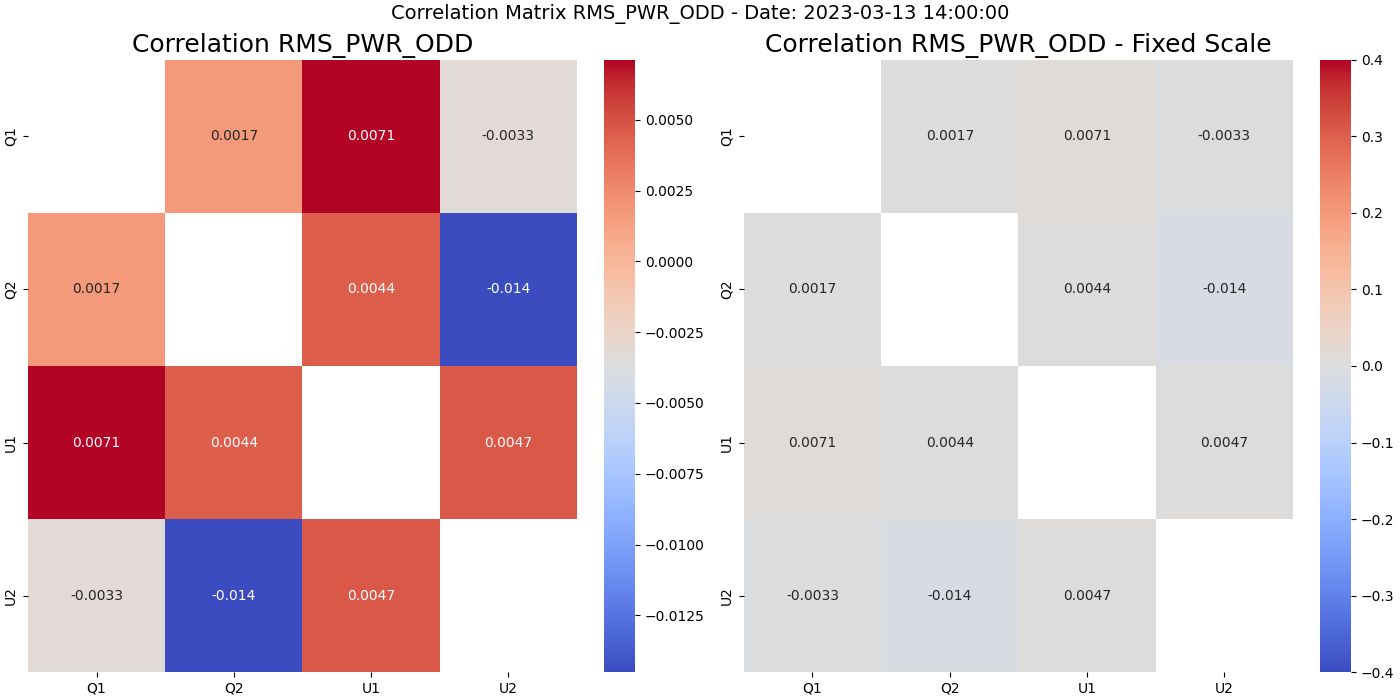 Correlation Matrix RMS_PWR_ODD - Date: 2023-03-13 14:00:00
Correlation RMS_PWR_ODD
Q1
0.0017
0.0071
-0.0033
Q2
0.0017
0.0044
-0.014
U1
0.0071
0.0044
0.0047
U2
-0.0033
-0.014
0.0047
Q1
Q2
U1
U2
0.0050
0.0025
0.0000
−0.0025
−0.0050
−0.0075
−0.0100
−0.0125
Correlation RMS_PWR_ODD - Fixed Scale
Q1
0.0017
0.0071
-0.0033
Q2
0.0017
0.0044
-0.014
U1
0.0071
0.0044
0.0047
U2
-0.0033
-0.014
0.0047
Q1
Q2
U1
U2
0.4
0.3
0.2
0.1
0.0
−0.1
−0.2
−0.3
−0.4